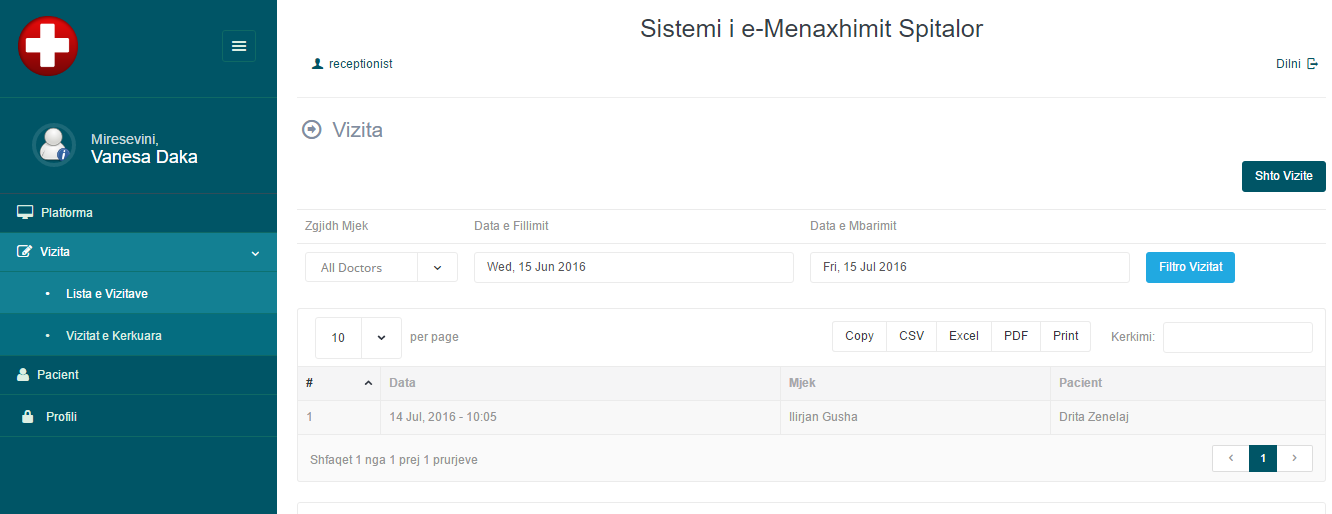 Sistemi i e-Menaxhimit Spitalor
receptionist
Dilni
Miresevini,
Vanesa Daka
Platforma
Vizita
Lista e Vizitave
Vizitat e Kerkuara
Pacient
Profili
Vizita
Shto Vizite
Zgjidh Mjek Data e Fillimit Data e Mbarimit
All Doctors Wed, 15 Jun 2016 Fri, 15 Jul 2016 Filtro Vizitat
10 per page Copy CSV Excel PDF Print Kerkimi:
# Data Mjek Pacient
1 14 Jul, 2016 - 10:05 Ilirjan Gusha Drita Zenelaj
Shfaqet 1 nga 1 prej 1 prurjeve 1